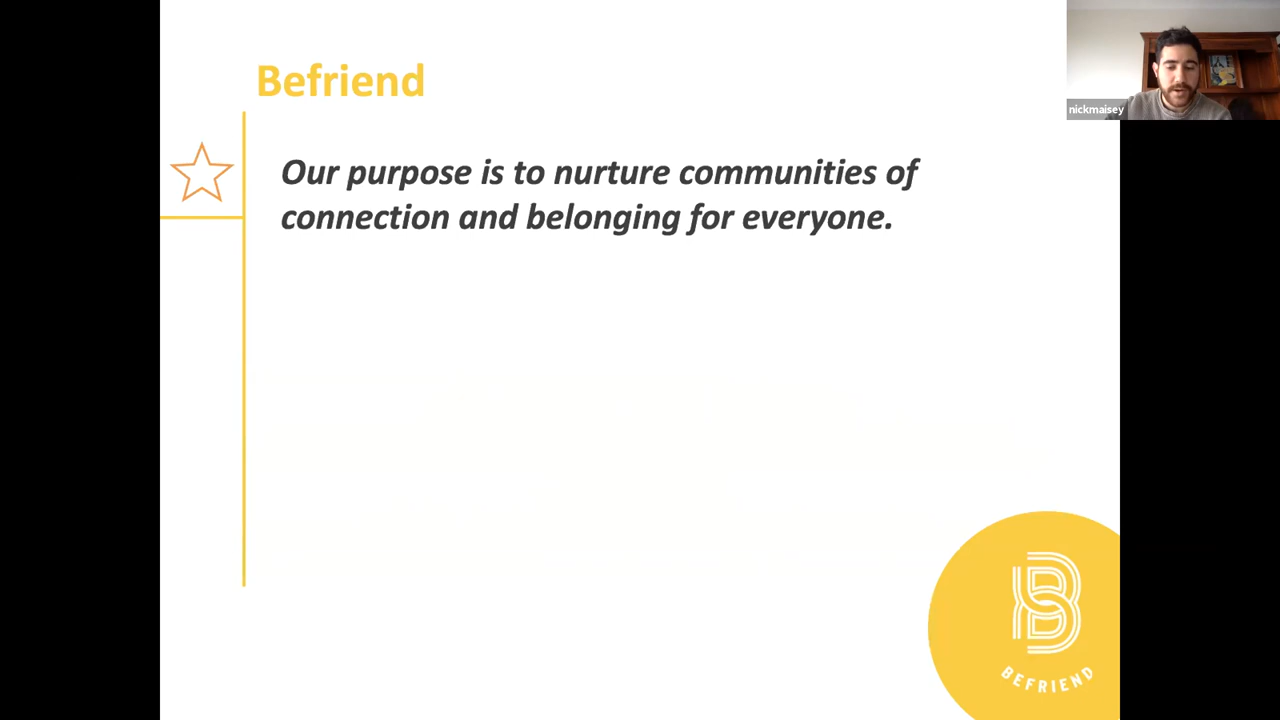 Befriend
nickmaisey
Our purpose is to nurture communities of
connection and belonging for everyone.
B
BEFRIEND